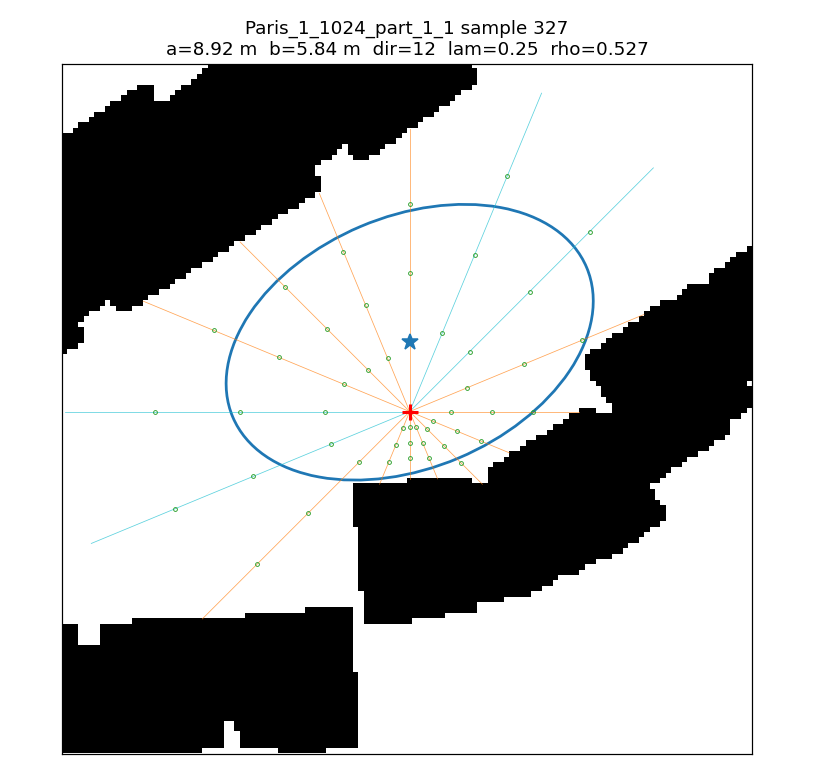 Paris_1_1024_part_1_1 sample 327
a=8.92 m  b=5.84 m  dir=12  lam=0.25  rho=0.527